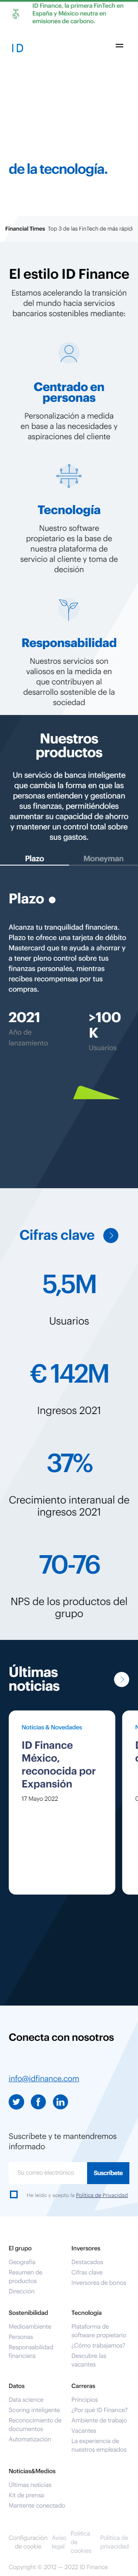 ID Finance, la primera FinTech en
España y México neutra en
emisiones de carbono.
ID
de la tecnología.
Financial Times Top 3 de las FinTech de más rápido
El estilo ID Finance
Estamos acelerando la transición
del mundo hacia servicios
bancarios sostenibles mediante:
Centrado en
personas
Personalización a medida
en base a las necesidades y
aspiraciones del cliente
Tecnología
Nuestro software
propietario es la base de
nuestra plataforma de
servicio al cliente y toma de
decisión
Responsabilidad
Nuestros servicios son
valiosos en la medida en
que contribuyen al
desarrollo sostenible de la
sociedad
Nuestros
productos
Un servicio de banca inteligente
que cambia la forma en la que las
personas gestionan y entienden
sus finanzas, permitiéndoles
aumentar su capacidad de ahorro
y mantener un control total sobre
sus gastos.
Plazo Moneyman
Plazo
Alcanza tu tranquilidad financiera.
Plazo te ofrece una tarjeta de débito
Mastercard que te ayuda a ahorrar y
a tener pleno control sobre tus
finanzas personales, mientras
recibes recompensas por tus
compras.
2021 >100
K
Año de
lanzamiento
Usuarios
Cifras clave
5,5M
Usuarios
€ 142M
Ingresos 2021
37%
Crecimiento interanual de
ingresos 2021
70-76
NPS de los productos del
grupo
Últimas
noticias
Noticias & Novedades
ID Finance
México,
reconocida por
Expansión
17 Mayo 2022
Conecta con nosotros
info@idfinance.com
Suscríbete y te mantendremos
informado
Su correo electrónico Suscríbete
He leído y acepto la Política de Privacidad
El grupo
Geografía
Resumen de
productos
Dirección
Inversores
Destacados
Cifras clave
Inversores de bonos
Sostenibilidad
Medioambiente
Personas
Responsabilidad
financiera
Tecnología
Plataforma de
software propietario
¿Cómo trabajamos?
Descubre las
vacantes
Datos
Data science
Scoring inteligente
Reconocimiento de
documentos
Automatización
Carreras
Principios
¿Por qué ID Finance?
Ambiente de trabajo
Vacantes
La experiencia de
nuestros empleados
Noticias&Medios
Últimas noticias
Kit de prensa
Mantente conectado
Configuración
de cookie
Aviso
legal
Política
de
cookies
Política de
privacidad
Copyright © 2012 — 2022 ID Finance